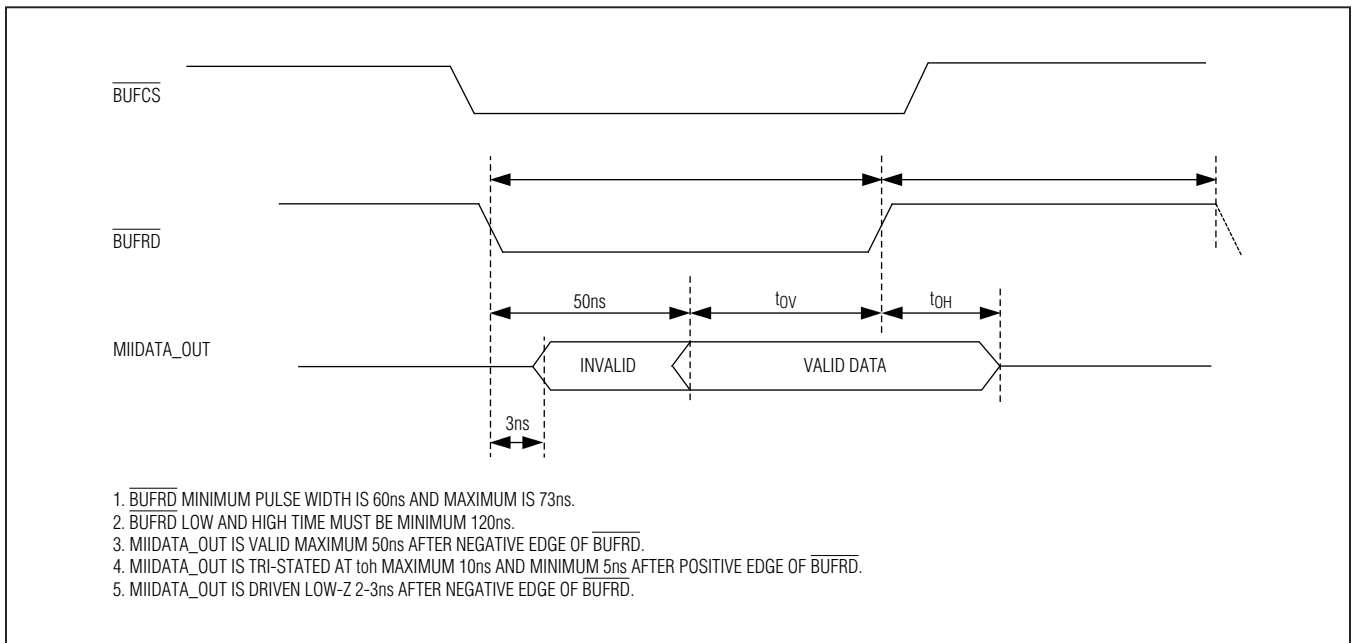 BUFCS
BUFRD
50ns tOV tOH
MIIDATA_OUT
INVALID VALID DATA
3ns
1. BUFRD MINIMUM PULSE WIDTH IS 60ns AND MAXIMUM IS 73ns.
2. BUFRD LOW AND HIGH TIME MUST BE MINIMUM 120ns.
3. MIIDATA_OUT IS VALID MAXIMUM 50ns AFTER NEGATIVE EDGE OF BUFRD.
4. MIIDATA_OUT IS TRI-STATED AT toh MAXIMUM 10ns AND MINIMUM 5ns AFTER POSITIVE EDGE OF BUFRD.
5. MIIDATA_OUT IS DRIVEN LOW-Z 2-3ns AFTER NEGATIVE EDGE OF BUFRD.